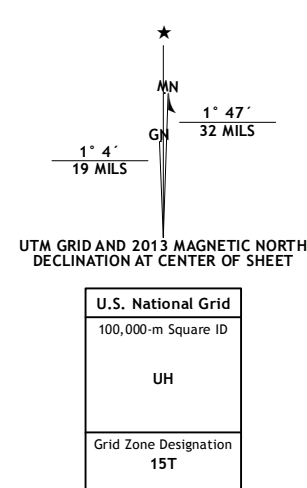 ★
MN
1° 47´
GN
32 MILS
1° 4´
19 MILS
UTM GRID AND 2013 MAGNETIC NORTH
DECLINATION AT CENTER OF SHEET
U.S. National Grid
100,000-m Square ID
UH
Grid Zone Designation
15T